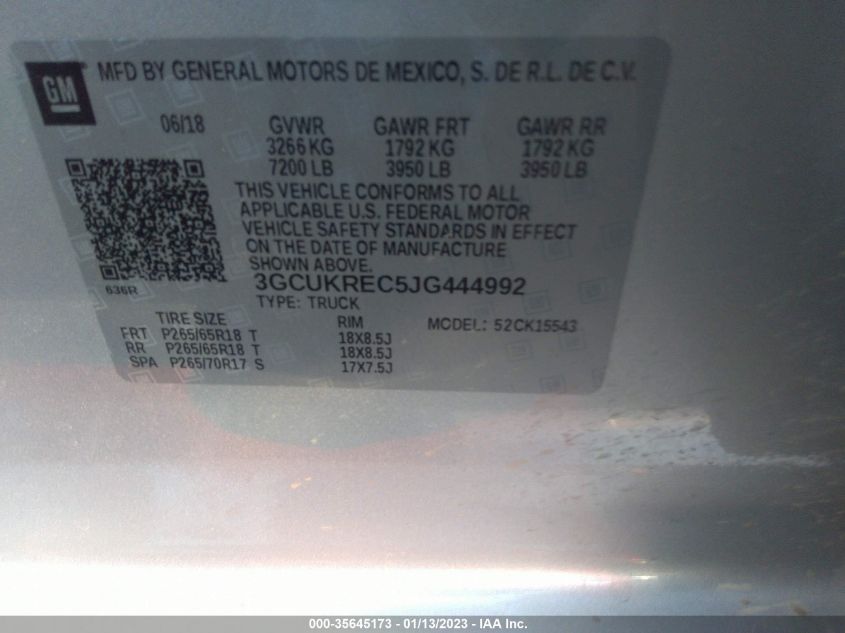 GM
MFD BY GENERAL MOTORS DE MEXICO, S. DE R.L. DE C.V.
06/18 GVWR GAWR FRT GAWR RR
3266 KG 1792 KG 1792 KG
7200 LB 3950 LB 3950 LB
THIS VEHICLE CONFORMS TO ALL
APPLICABLE U.S. FEDERAL MOTOR
VEHICLE SAFETY STANDARDS IN EFFECT
ON THE DATE OF MANUFACTURE
SHOWN ABOVE.
636R
3GCUKREC5JG444992
TYPE: TRUCK
TIRE SIZE RIM MODEL: 52CK15543
FRT P265/65R18 T 18X8.5J
RR P265/65R18 T 18X8.5J
SPA P265/70R17 S 17X7.5J
000-35645173 - 01/13/2023 - IAA Inc.